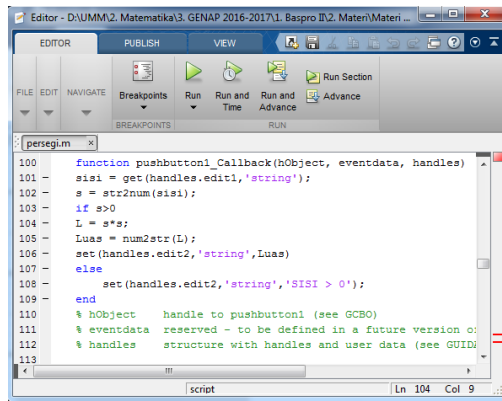 Editor - D:\UMM\2. Matematika\3. GENAP 2016-2017\1. Baspro II\2. Materi\Materi ...
EDITOR PUBLISH VIEW
FILE EDIT NAVIGATE Breakpoints Run Run and Time Run and Advance Run Section
Advance
BREAKPOINTS RUN
persegi.m ×
100 function pushbutton1_Callback(hObject, eventdata, handles)
101 – sisi = get(handles.edit1,'string');
102 – s = str2num(sisi);
103 – if s>0
104 – L = s*s;
105 – Luas = num2str(L);
106 – set(handles.edit2,'string',Luas)
107 – else
108 – set(handles.edit2,'string','SISI > 0');
109 – end
110 % hObject handle to pushbutton1 (see GCBO)
111 % eventdata reserved - to be defined in a future version of
112 % handles structure with handles and user data (see GUIDA
113
script Ln 104 Col 9